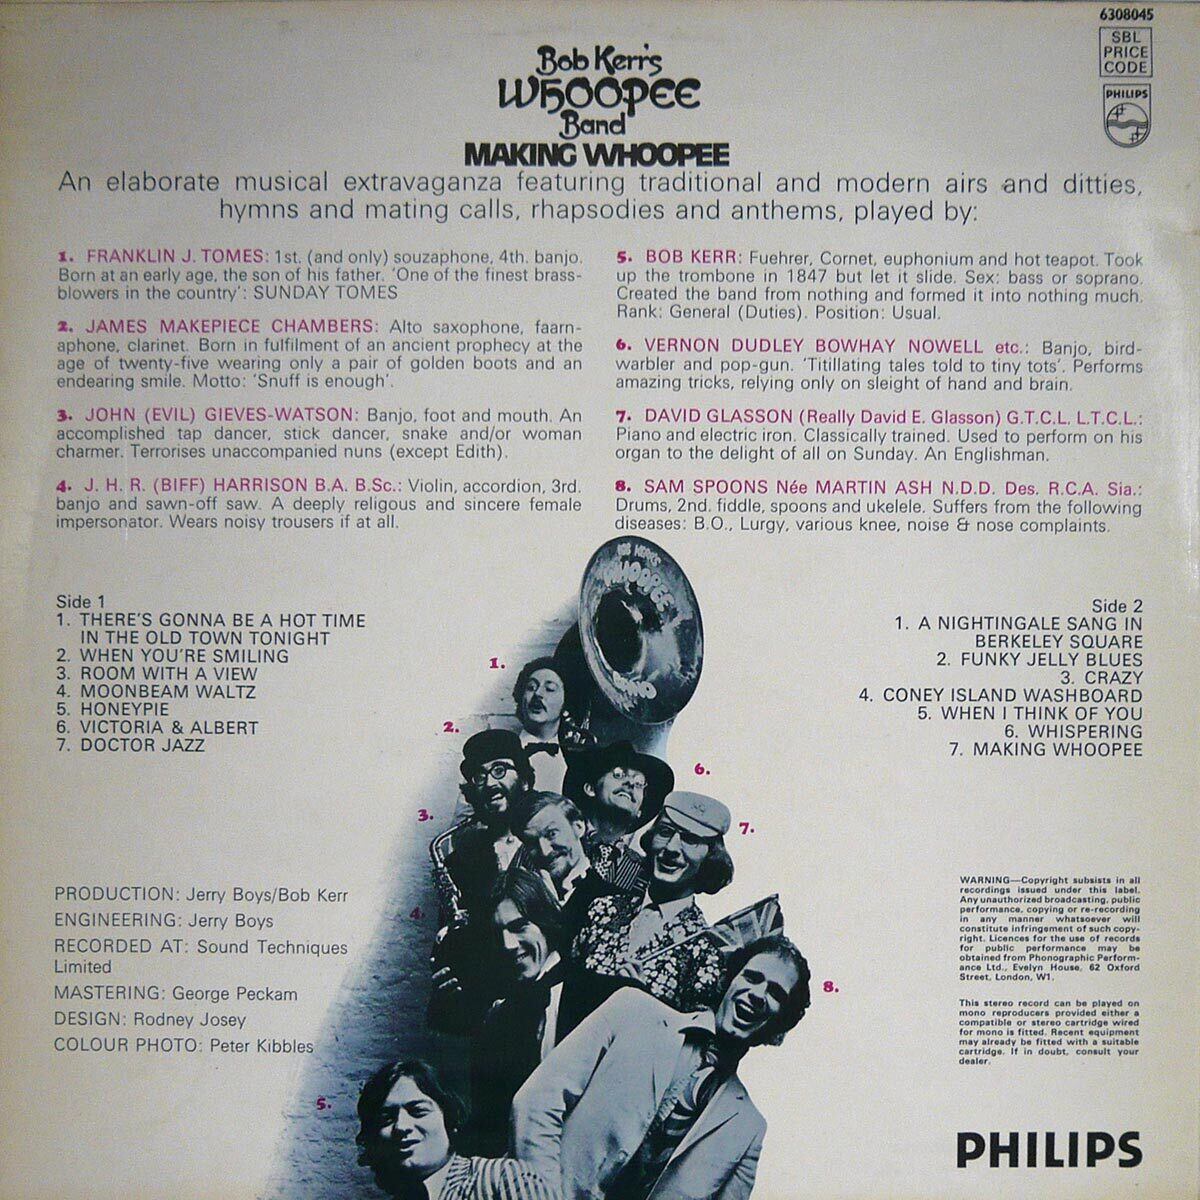 6308045
SBL
PRICE
CODE
PHILIPS
Bob Kerr's
WHOOPEE
Band
MAKING WHOOPEE
An elaborate musical extravaganza featuring traditional and modern airs and ditties,
hymns and mating calls, rhapsodies and anthems, played by:
1. FRANKLIN J. TOMES: 1st. (and only) souzaphone, 4th. banjo.
Born at an early age, the son of his father. 'One of the finest brass-
blowers in the country': SUNDAY TOMES
2. JAMES MAKEPIECE CHAMBERS: Alto saxophone, faarn-
aphone, clarinet. Born in fulfilment of an ancient prophecy at the
age of twenty-five wearing only a pair of golden boots and an
endearing smile. Motto: 'Snuff is enough'.
3. JOHN (EVIL) GIEVES-WATSON: Banjo, foot and mouth. An
accomplished tap dancer, stick dancer, snake and/or woman
charmer. Terrorises unaccompanied nuns (except Edith).
4. J. H. R. (BIFF) HARRISON B.A. B.Sc.: Violin, accordion, 3rd.
banjo and sawn-off saw. A deeply religous and sincere female
impersonator. Wears noisy trousers if at all.
5. BOB KERR: Fuehrer, Cornet, euphonium and hot teapot. Took
up the trombone in 1847 but let it slide. Sex: bass or soprano.
Created the band from nothing and formed it into nothing much.
Rank: General (Duties). Position: Usual.
6. VERNON DUDLEY BOWHAY NOWELL etc.: Banjo, bird-
warbler and pop-gun. 'Titillating tales told to tiny tots'. Performs
amazing tricks, relying only on sleight of hand and brain.
7. DAVID GLASSON (Really David E. Glasson) G.T.C.L. L.T.C.L.:
Piano and electric iron. Classically trained. Used to perform on his
organ to the delight of all on Sunday. An Englishman.
8. SAM SPOONS Née MARTIN ASH N.D.D. Des. R.C.A. Sia.:
Drums, 2nd. fiddle, spoons and ukelele. Suffers from the following
diseases: B.O., Lurgy, various knee, noise & nose complaints.
Side 1
1. THERE'S GONNA BE A HOT TIME
IN THE OLD TOWN TONIGHT
2. WHEN YOU'RE SMILING
3. ROOM WITH A VIEW
4. MOONBEAM WALTZ
5. HONEYPIE
6. VICTORIA & ALBERT
7. DOCTOR JAZZ
Side 2
1. A NIGHTINGALE SANG IN
BERKELEY SQUARE
2. FUNKY JELLY BLUES
3. CRAZY
4. CONEY ISLAND WASHBOARD
5. WHEN I THINK OF YOU
6. WHISPERING
7. MAKING WHOOPEE
BOB KERR'S
WHOOPEE
BAND
1.
2.
3.
4.
5.
6.
7.
8.
PRODUCTION: Jerry Boys/Bob Kerr
ENGINEERING: Jerry Boys
RECORDED AT: Sound Techniques
Limited
MASTERING: George Peckam
DESIGN: Rodney Josey
COLOUR PHOTO: Peter Kibbles
WARNING—Copyright subsists in all
recordings issued under this label.
Any unauthorized broadcasting, public
performance, copying or re-recording
in any manner whatsoever will
constitute infringement of such copy-
right. Licences for the use of records
for public performance may be
obtained from Phonographic Perform-
ance Ltd., Evelyn House, 62 Oxford
Street, London, W1.
This stereo record can be played on
mono reproducers provided either a
compatible or stereo cartridge wired
for mono is fitted. Recent equipment
may already be fitted with a suitable
cartridge. If in doubt, consult your
dealer.
PHILIPS